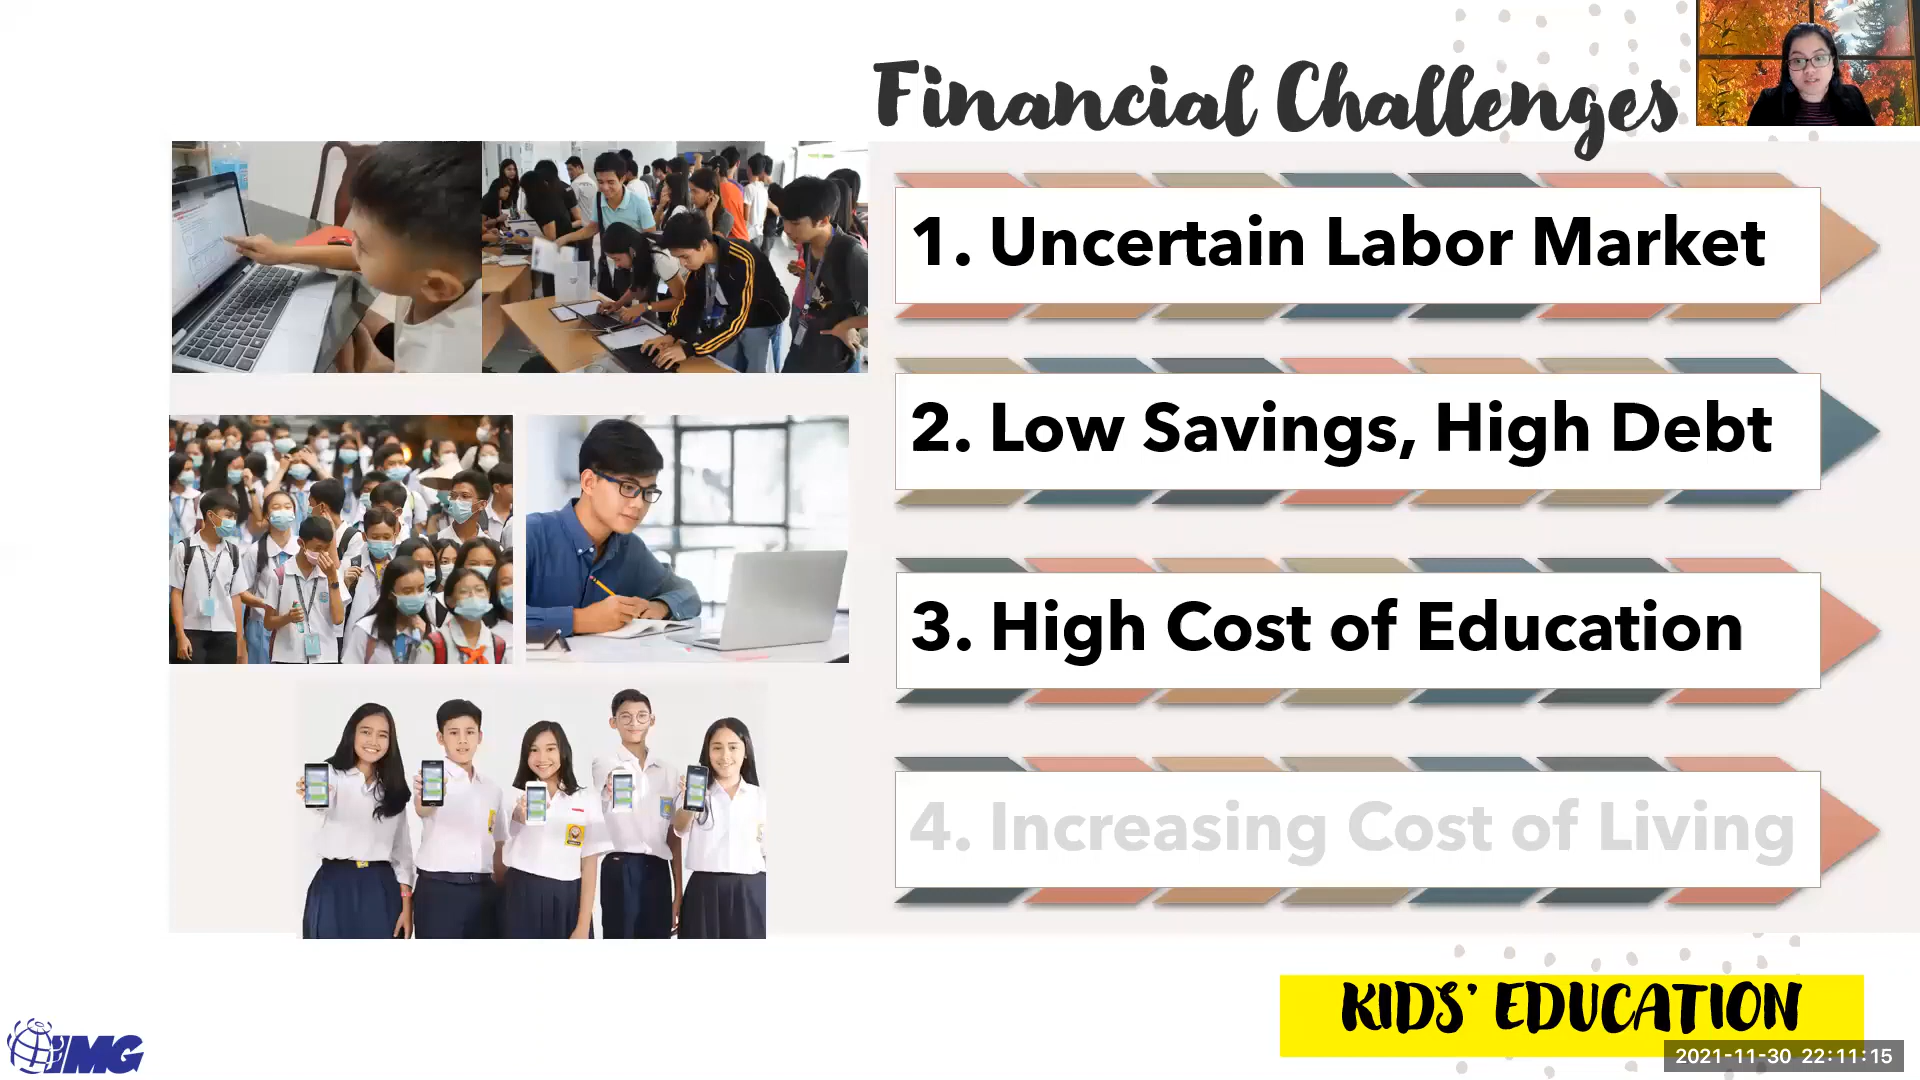 Financial Challenges
1. Uncertain Labor Market
2. Low Savings, High Debt
3. High Cost of Education
4. Increasing Cost of Living
KIDS' EDUCATION
IMG
2021-11-30 22:11:15